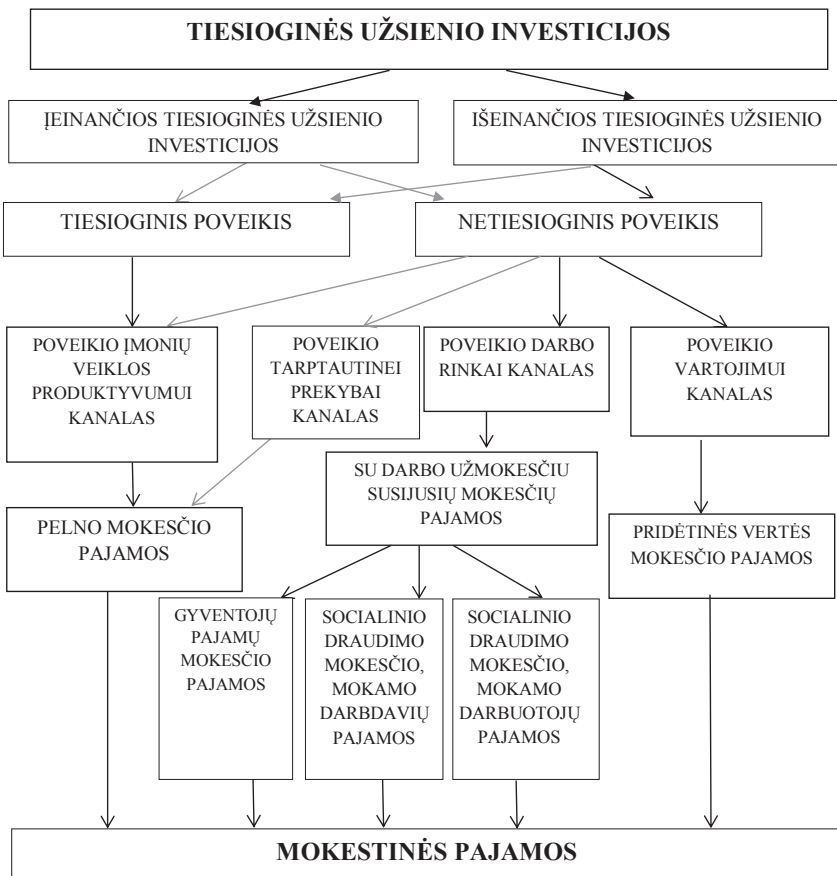 TIESIOGINĖS UŽSIENIO INVESTICIJOS
ĮEINANČIOS TIESIOGINĖS UŽSIENIO
INVESTICIJOS
IŠEINANČIOS TIESIOGINĖS UŽSIENIO
INVESTICIJOS
TIESIOGINIS POVEIKIS
NETIESIOGINIS POVEIKIS
POVEIKIO ĮMONIŲ
VEIKLOS
PRODUKTYVUMUI
KANALAS
POVEIKIO
TARPTAUTINEI
PREKYBAI
KANALAS
POVEIKIO DARBO
RINKAI KANALAS
POVEIKIO
VARTOJIMUI
KANALAS
SU DARBO UŽMOKESČIU
SUSIJUSIŲ MOKESČIŲ
PAJAMOS
PELNO MOKESČIO
PAJAMOS
PRIDĖTINĖS VERTĖS
MOKESČIO PAJAMOS
GYVENTOJŲ
PAJAMŲ
MOKESČIO
PAJAMOS
SOCIALINIO
DRAUDIMO
MOKESČIO,
MOKAMO
DARBDAVIŲ
PAJAMOS
SOCIALINIO
DRAUDIMO
MOKESČIO,
MOKAMO
DARBUOTOJŲ
PAJAMOS
MOKESTINĖS PAJAMOS